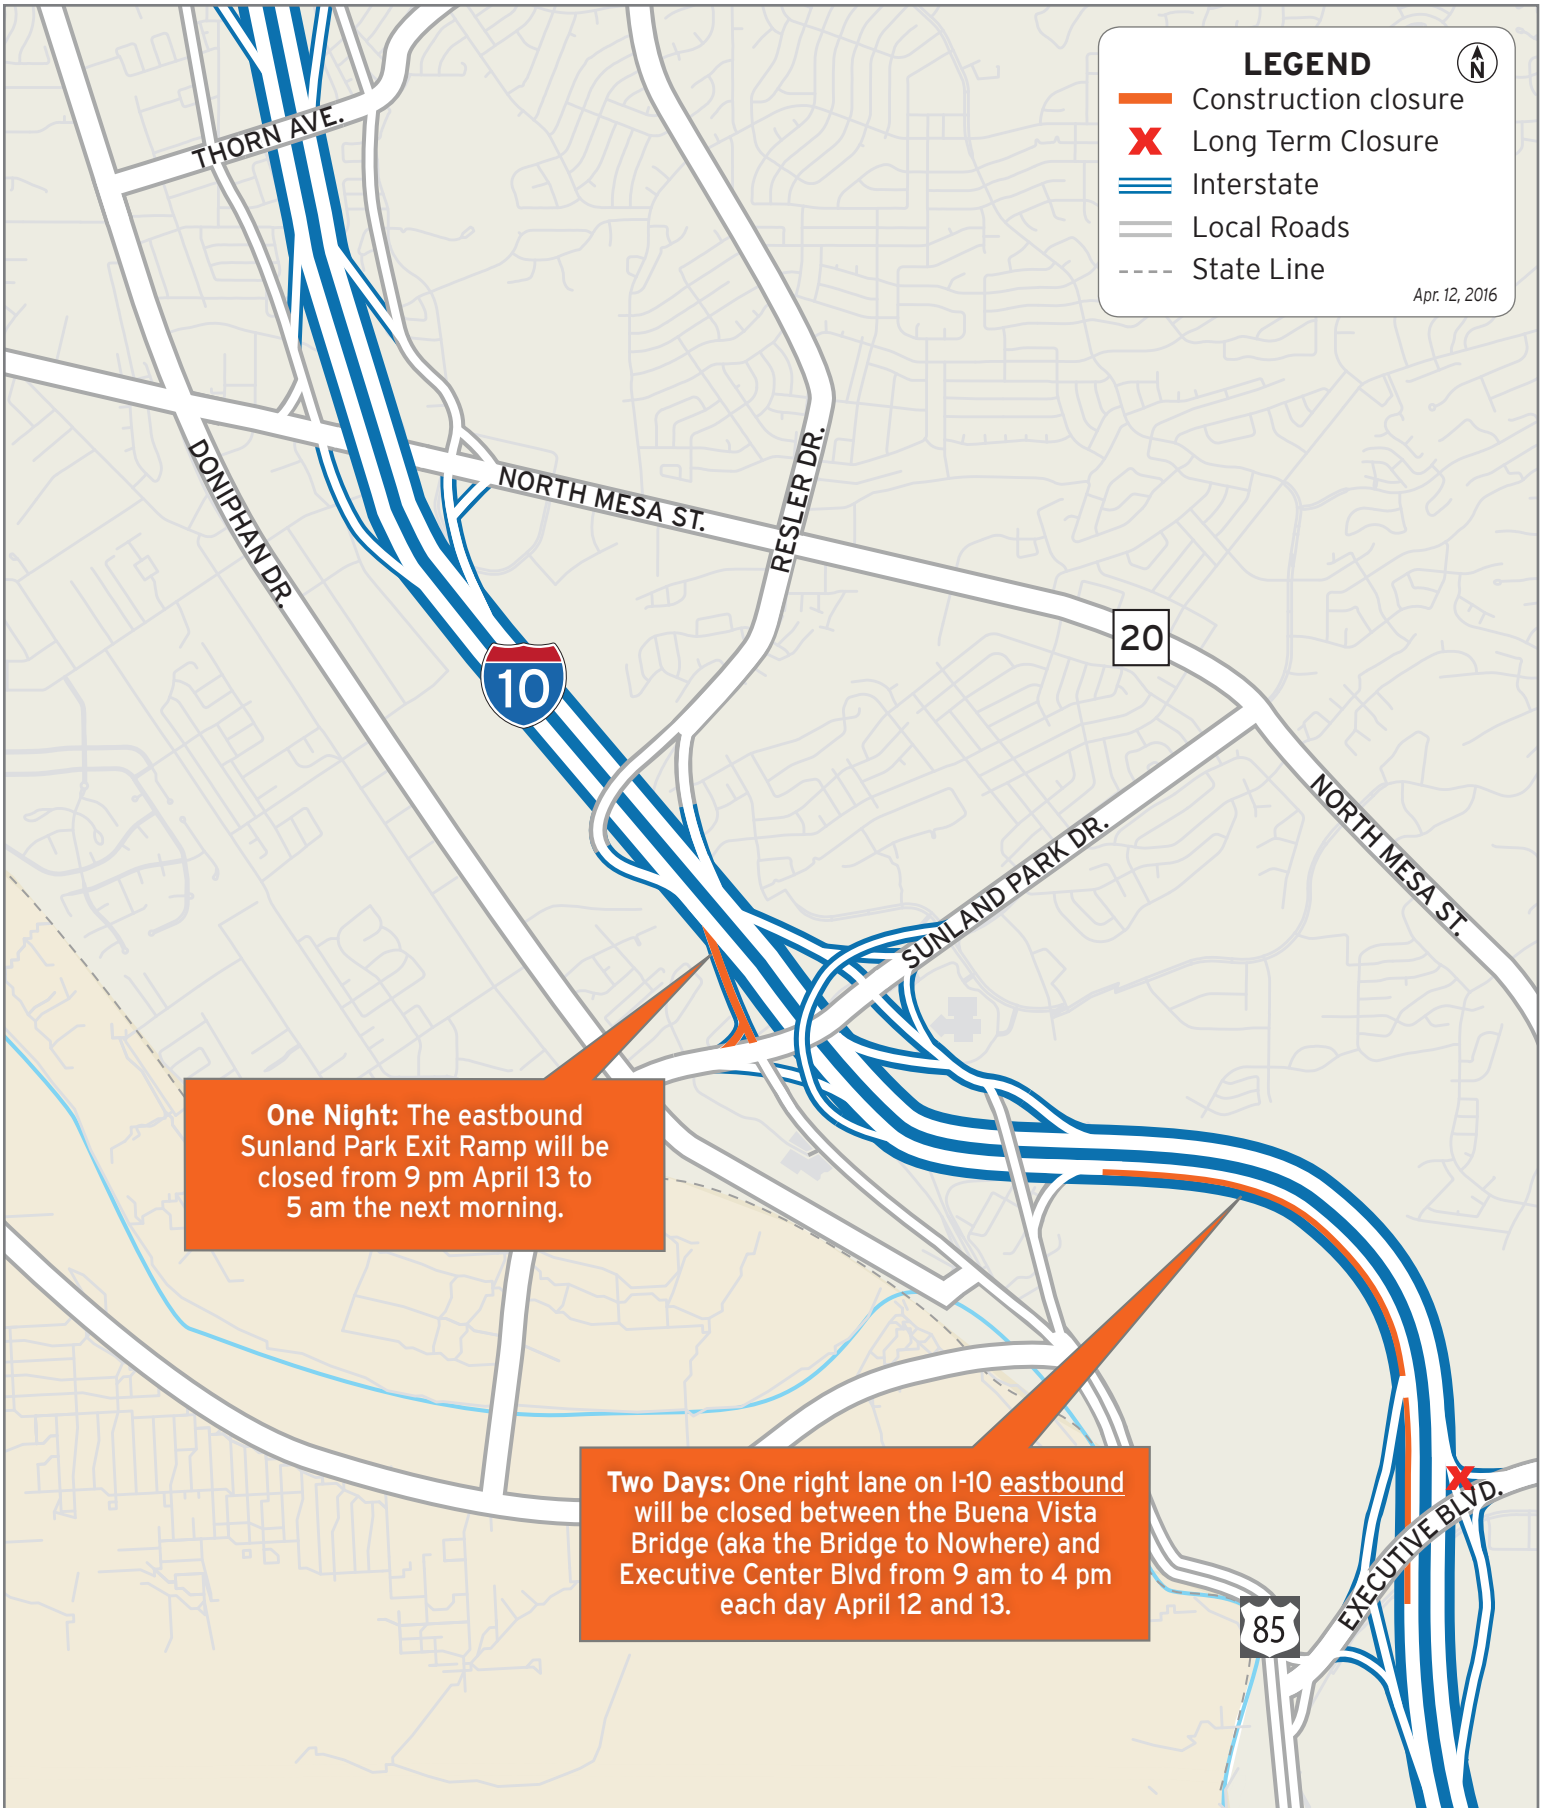 LEGEND
N
Construction closure
X Long Term Closure
Interstate
Local Roads
State Line
Apr. 12, 2016
THORN AVE.
DONIPHAN DR.
NORTH MESA ST.
RESLER DR.
20
10
NORTH MESA ST.
SUNLAND PARK DR.
One Night: The eastbound
Sunland Park Exit Ramp will be
closed from 9 pm April 13 to
5 am the next morning.
Two Days: One right lane on I-10 eastbound
will be closed between the Buena Vista
Bridge (aka the Bridge to Nowhere) and
Executive Center Blvd from 9 am to 4 pm
each day April 12 and 13.
X
EXECUTIVE BLVD.
85